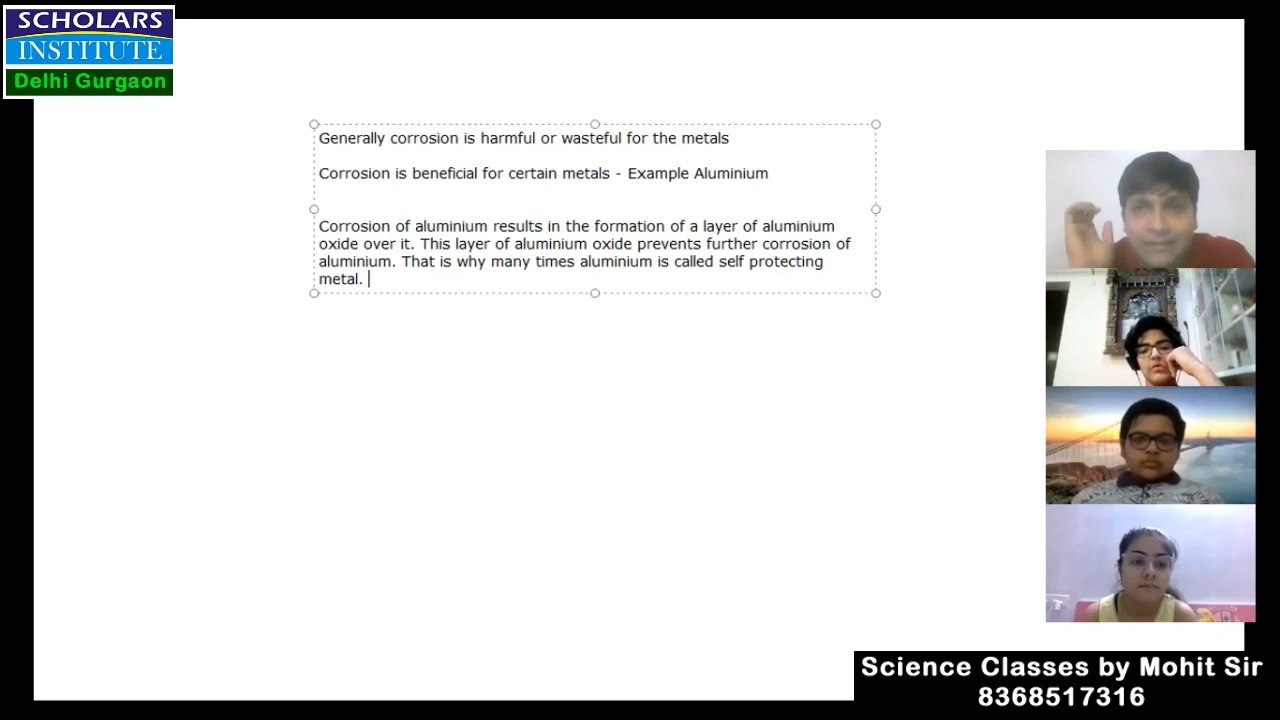 SCHOLARS
INSTITUTE
Delhi Gurgaon
Generally corrosion is harmful or wasteful for the metals
Corrosion is beneficial for certain metals - Example Aluminium
Corrosion of aluminium results in the formation of a layer of aluminium
oxide over it. This layer of aluminium oxide prevents further corrosion of
aluminium. That is why many times aluminium is called self protecting
metal.
Science Classes by Mohit Sir
8368517316